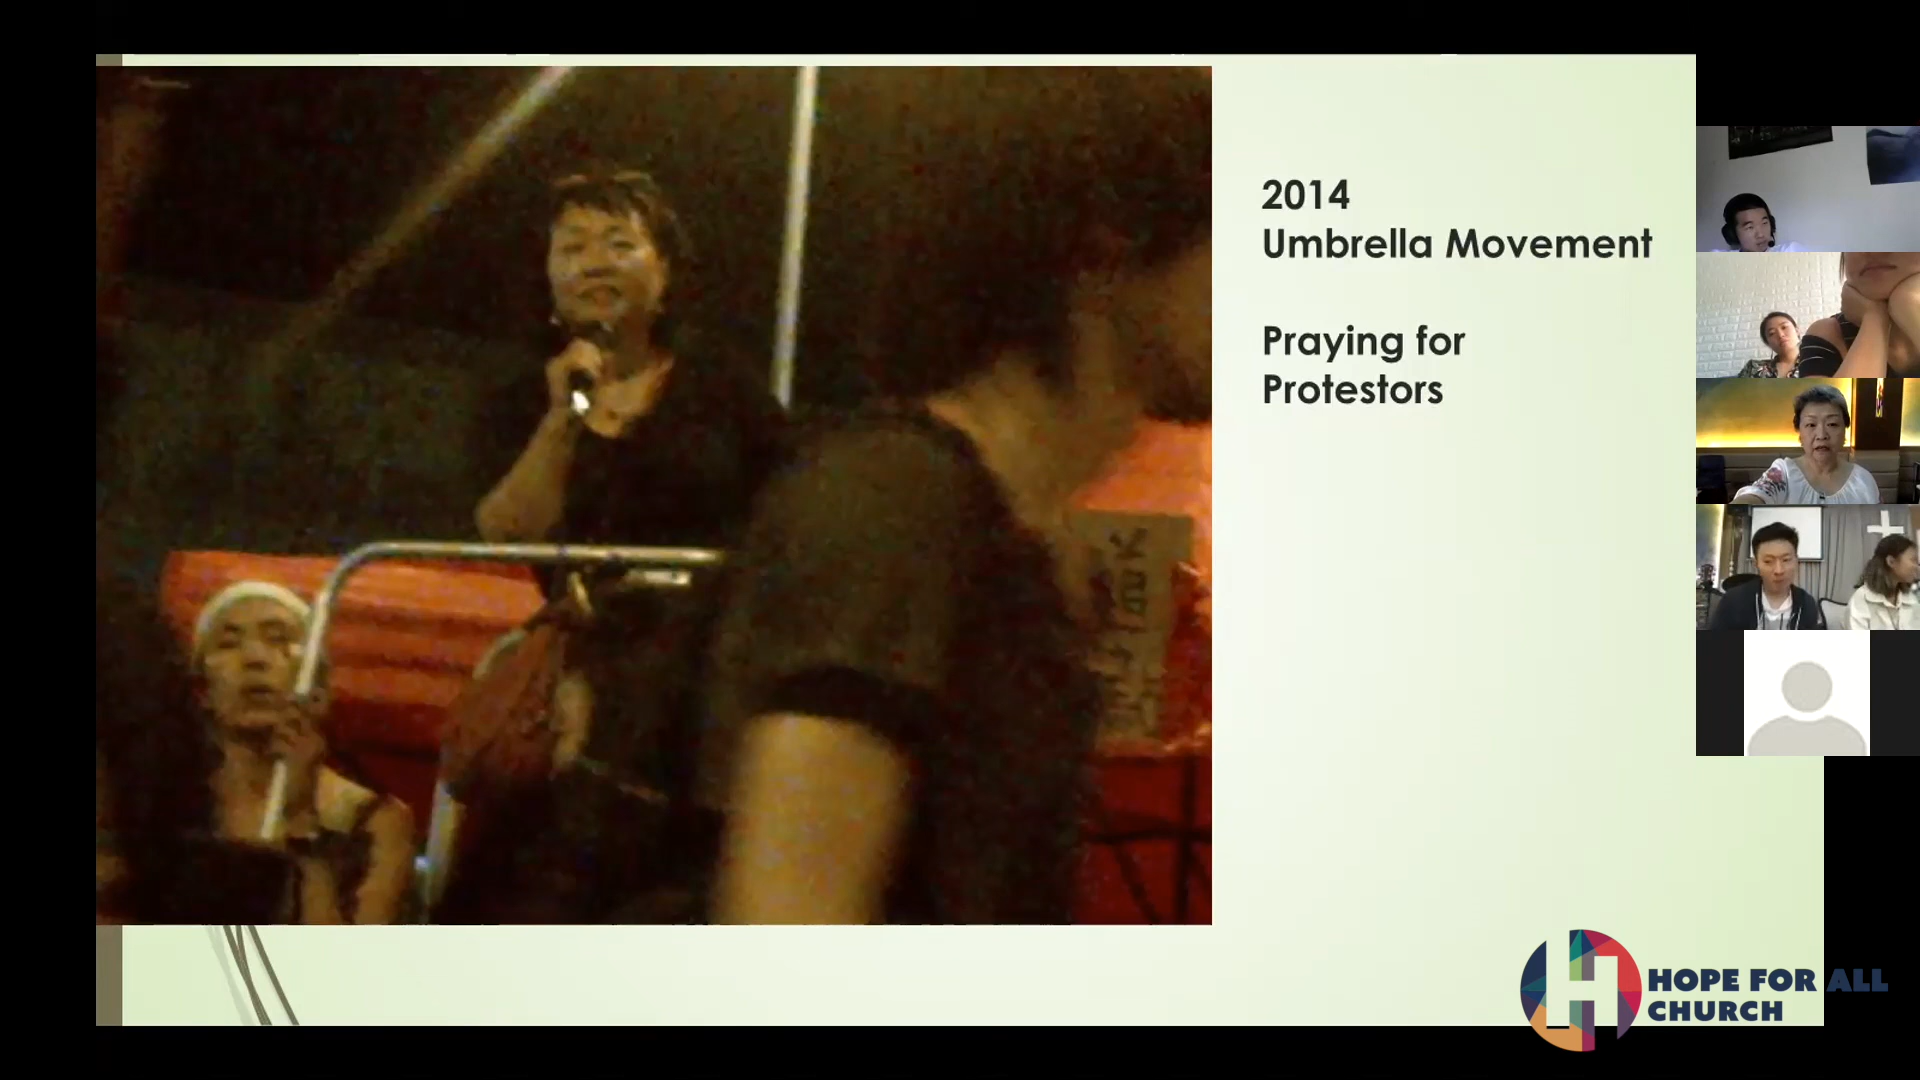 2014
Umbrella Movement
Praying for
Protestors
HOPE FOR ALL
CHURCH